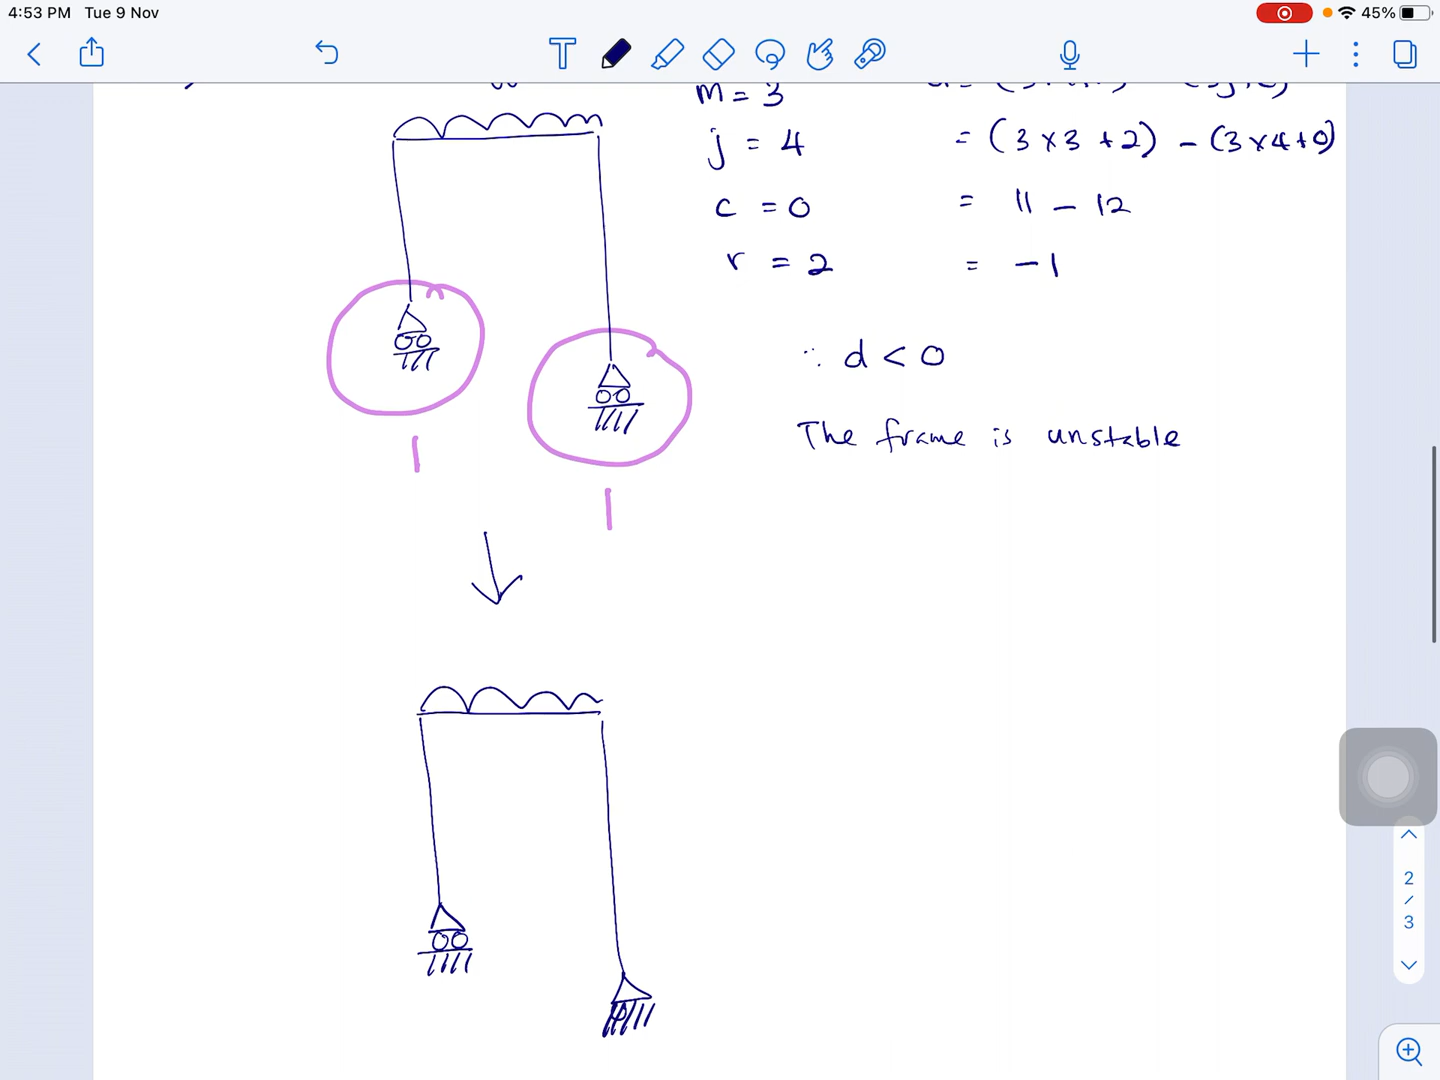 4:53 PM Tue 9 Nov
45%
T
m = 3
j = 4
c = 0
r = 2
= (3 x 3 + 2) - (3 x 4 + 0)
= 11 - 12
= -1
∴ d < 0
The frame is unstable
1
1
2
/
3